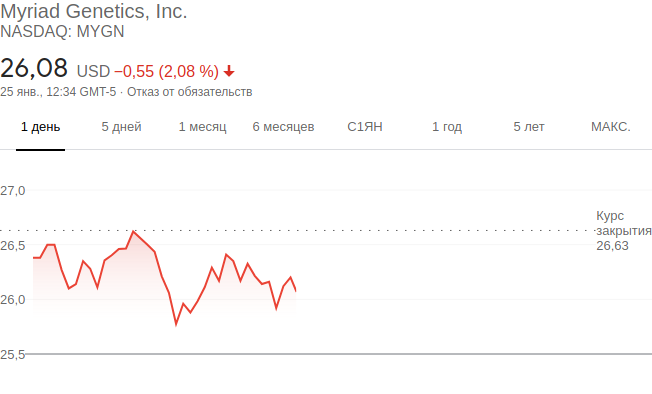 Myriad Genetics, Inc.
NASDAQ: MYGN
26,08 USD −0,55 (2,08 %)
25 янв., 12:34 GMT-5 · Отказ от обязательств
1 день 5 дней 1 месяц 6 месяцев С1ЯН 1 год 5 лет МАКС.
27,0
Курс
закрытия
26,5
26,63
26,0
25,5